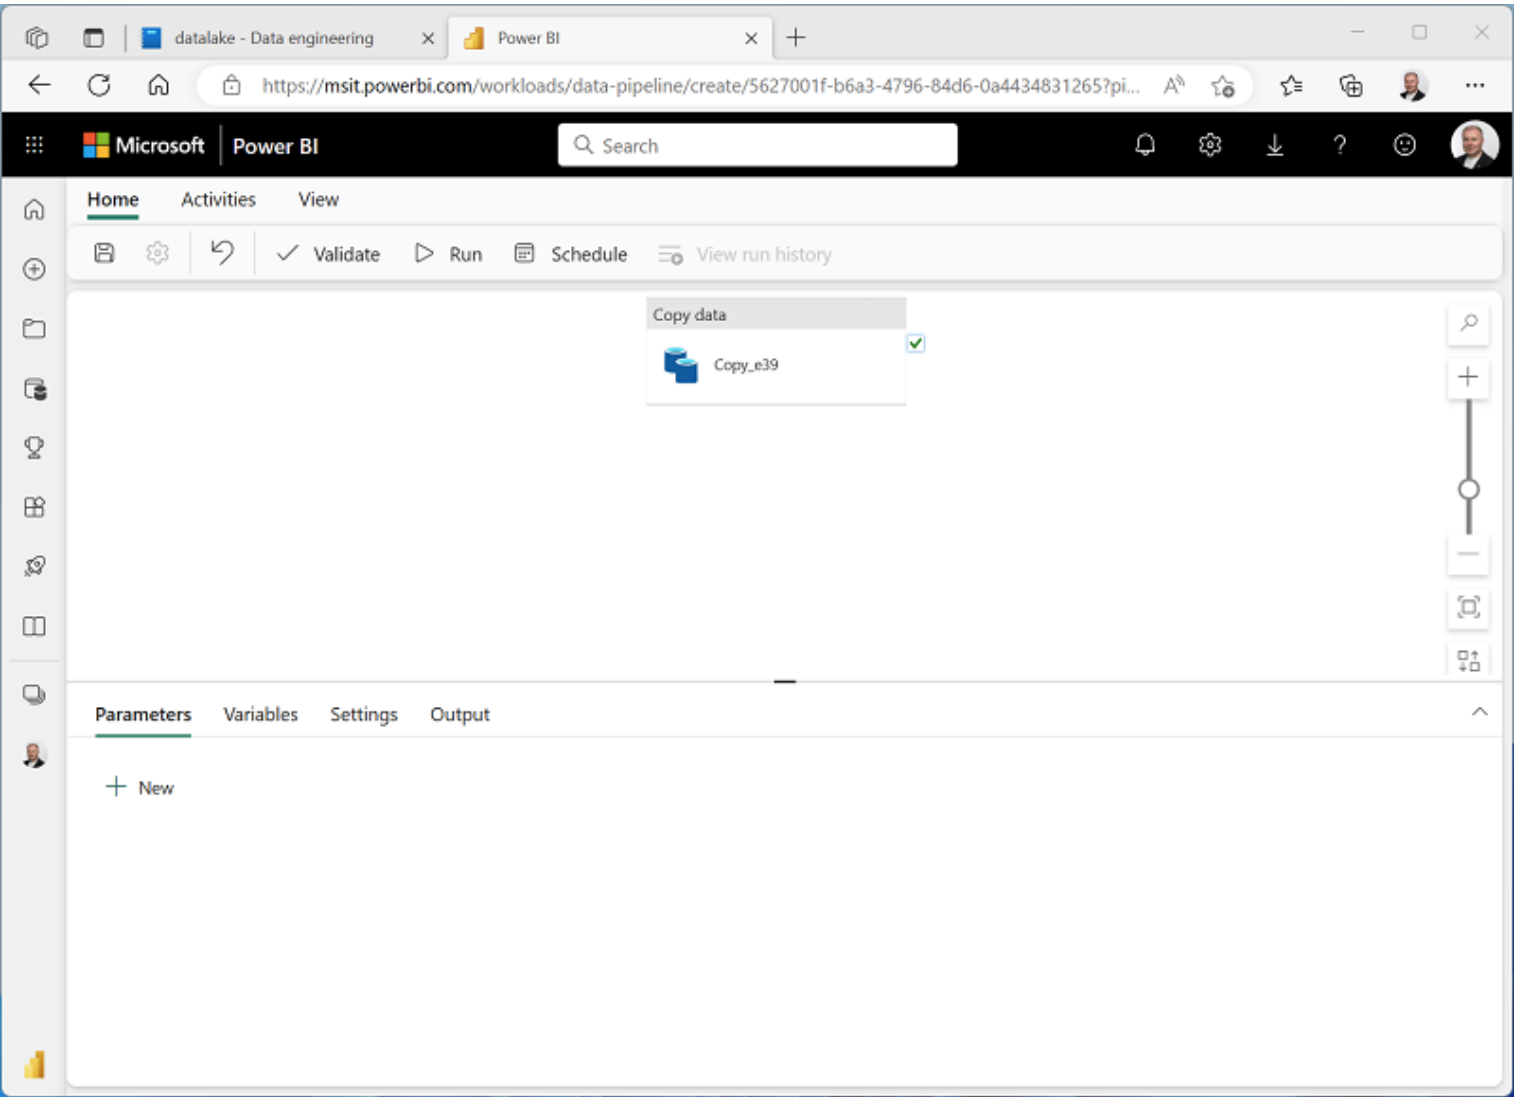 datalake - Data engineering
Power BI
https://msit.powerbi.com/workloads/data-pipeline/create/5627001f-b6a3-4796-84d6-0a4434831265?pi...
Microsoft Power BI
Search
Home Activities View
Validate Run Schedule View run history
Copy data
Copy_e39
Parameters Variables Settings Output
New